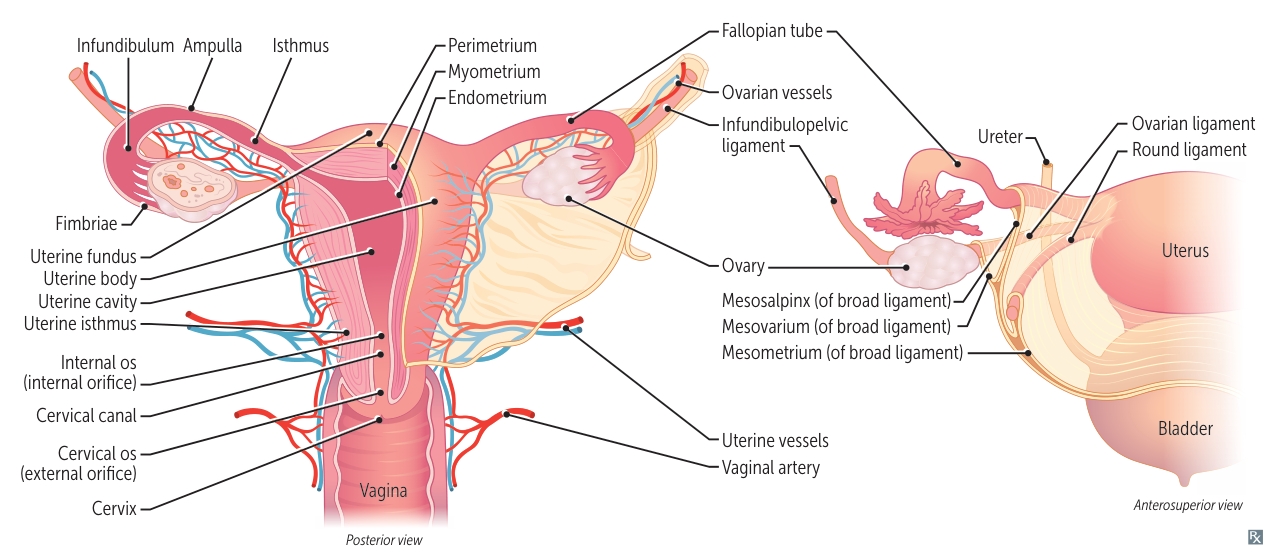 Infundibulum
Ampulla
Isthmus
Fimbriae
Uterine fundus
Uterine body
Uterine cavity
Uterine isthmus
Internal os
(internal orifice)
Cervical canal
Cervical os
(external orifice)
Cervix
Perimetrium
Myometrium
Endometrium
Vagina
Posterior view
Fallopian tube
Ovarian vessels
Infundibulopelvic
ligament
Ovary
Mesosalpinx (of broad ligament)
Mesovarium (of broad ligament)
Mesometrium (of broad ligament)
Uterine vessels
Vaginal artery
Ureter
Ovarian ligament
Round ligament
Uterus
Bladder
Anterosuperior view
Rx